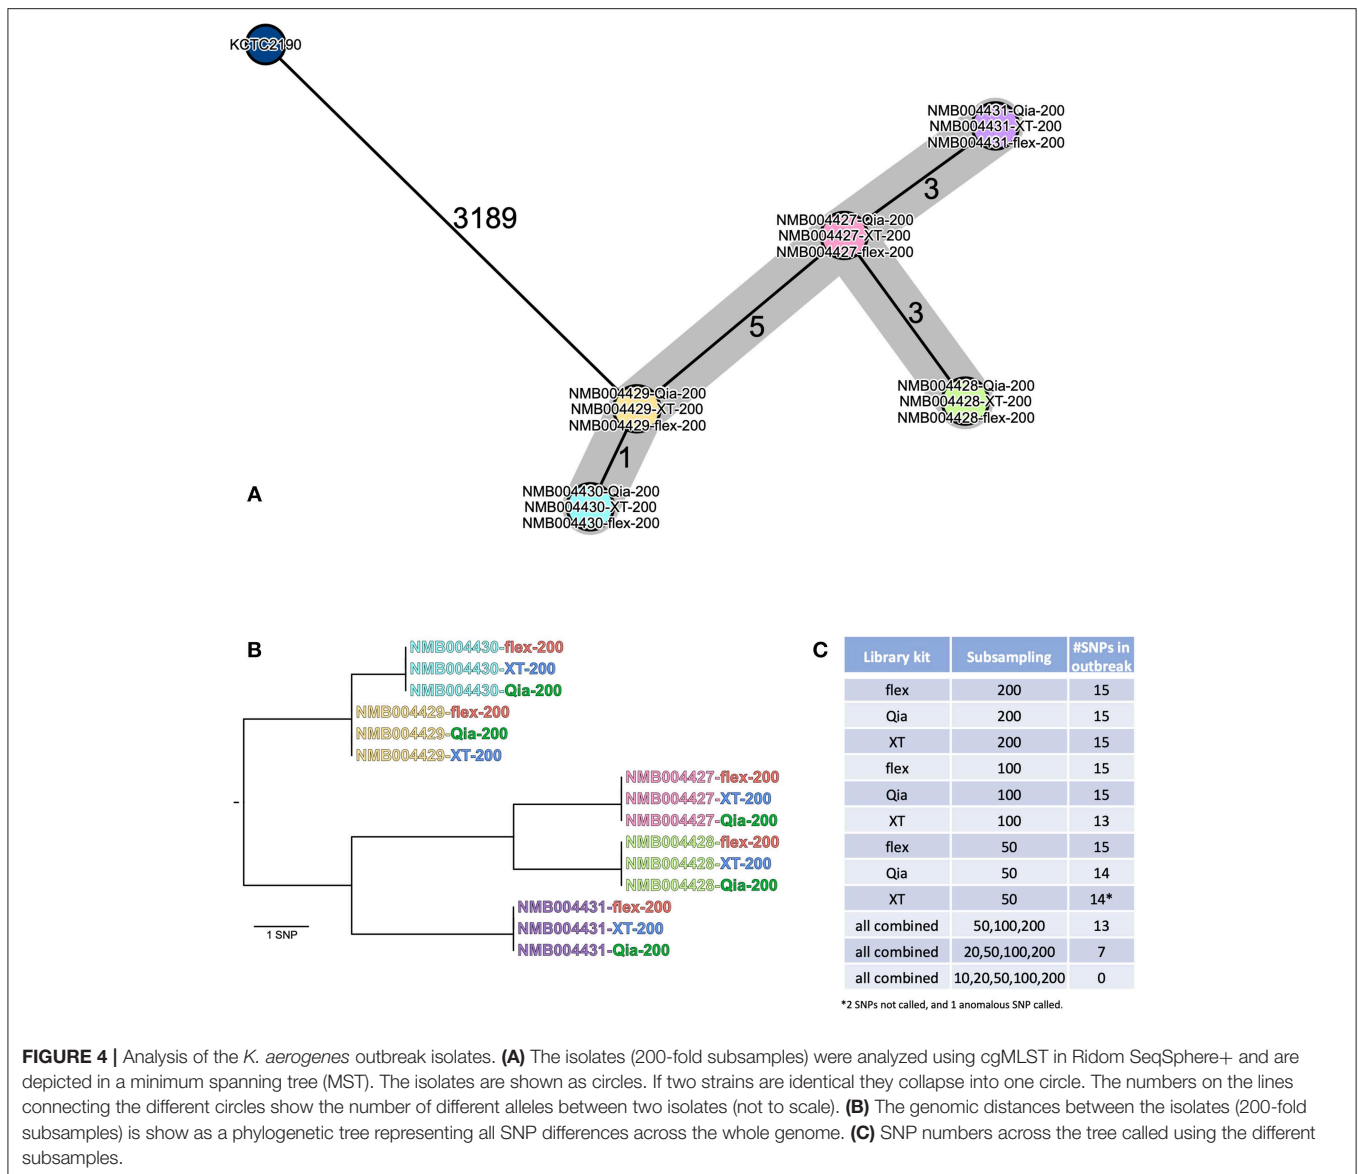 KCTC2190
NMB004431-Qia-200
NMB004431-XT-200
NMB004431-flex-200
3
3189
NMB004427-Qia-200
NMB004427-XT-200
NMB004427-flex-200
3
5
NMB004428-Qia-200
NMB004428-XT-200
NMB004428-flex-200
NMB004429-Qia-200
NMB004429-XT-200
NMB004429-flex-200
1
NMB004430-Qia-200
NMB004430-XT-200
NMB004430-flex-200
A
B
NMB004430-flex-200
NMB004430-XT-200
NMB004430-Qia-200
NMB004429-flex-200
NMB004429-Qia-200
NMB004429-XT-200
NMB004427-flex-200
NMB004427-XT-200
NMB004427-Qia-200
NMB004428-flex-200
NMB004428-XT-200
NMB004428-Qia-200
NMB004431-flex-200
NMB004431-XT-200
NMB004431-Qia-200
1 SNP
C
Library kit Subsampling #SNPs in outbreak
flex 200 15
Qia 200 15
XT 200 15
flex 100 15
Qia 100 15
XT 100 13
flex 50 15
Qia 50 14
XT 50 14*
all combined 50,100,200 13
all combined 20,50,100,200 7
all combined 10,20,50,100,200 0
*2 SNPs not called, and 1 anomalous SNP called.
FIGURE 4 | Analysis of the K. aerogenes outbreak isolates. (A) The isolates (200-fold subsamples) were analyzed using cgMLST in Ridom SeqSphere+ and are
depicted in a minimum spanning tree (MST). The isolates are shown as circles. If two strains are identical they collapse into one circle. The numbers on the lines
connecting the different circles show the number of different alleles between two isolates (not to scale). (B) The genomic distances between the isolates (200-fold
subsamples) is show as a phylogenetic tree representing all SNP differences across the whole genome. (C) SNP numbers across the tree called using the different
subsamples.